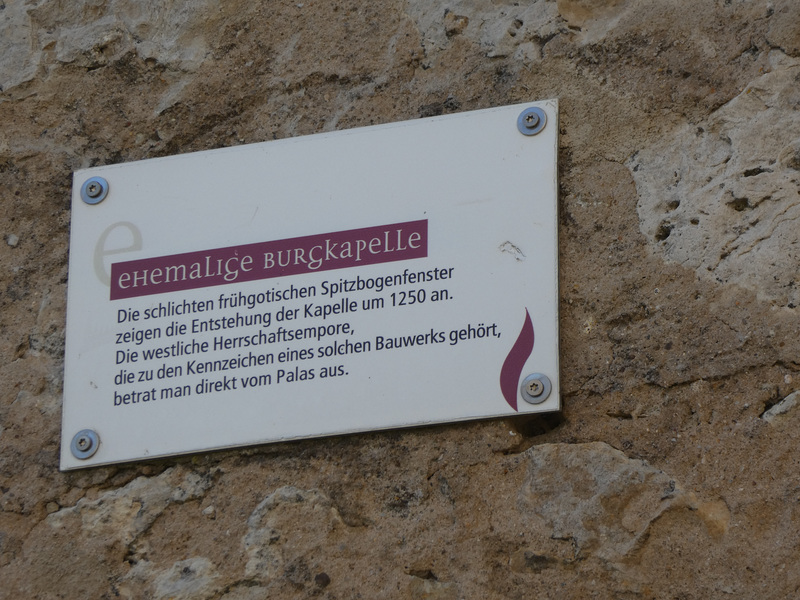 e
eHemaLIge BURgkapeLLe
Die schlichten frühgotischen Spitzbogenfenster
zeigen die Entstehung der Kapelle um 1250 an.
Die westliche Herrschaftsempore,
die zu den Kennzeichen eines solchen Bauwerks gehört,
betrat man direkt vom Palas aus.